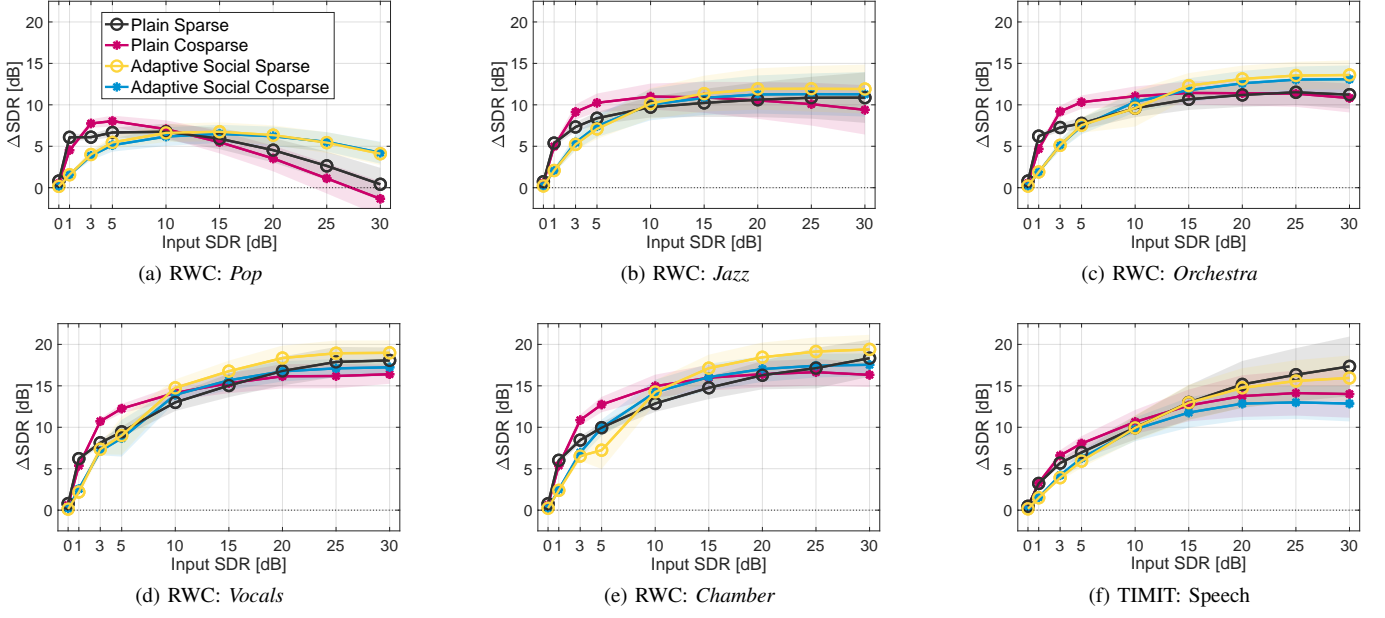 20
15
10
5
0
ΔSDR [dB]
Plain Sparse
Plain Cosparse
Adaptive Social Sparse
Adaptive Social Cosparse
0 1 3 5 10 15 20 25 30
Input SDR [dB]
(a) RWC: Pop
20
15
10
5
0
ΔSDR [dB]
0 1 3 5 10 15 20 25 30
Input SDR [dB]
(b) RWC: Jazz
20
15
10
5
0
ΔSDR [dB]
0 1 3 5 10 15 20 25 30
Input SDR [dB]
(c) RWC: Orchestra
20
15
10
5
0
ΔSDR [dB]
0 1 3 5 10 15 20 25 30
Input SDR [dB]
(d) RWC: Vocals
20
15
10
5
0
ΔSDR [dB]
0 1 3 5 10 15 20 25 30
Input SDR [dB]
(e) RWC: Chamber
20
15
10
5
0
ΔSDR [dB]
0 1 3 5 10 15 20 25 30
Input SDR [dB]
(f) TIMIT: Speech